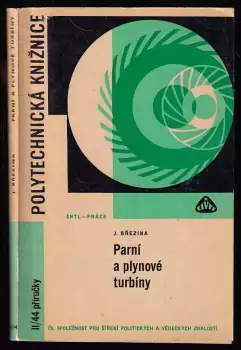 J. BŘEZINA PARNÍ A PLYNOVÉ TURBÍNY
POLYTECHNICKÁ KNIŽNICE
II/44 příručky
SNTL—PRÁCE
J. BŘEZINA
Parní
a plynové
turbíny
ČS. SPOLEČNOST PRO ŠÍŘENÍ POLITICKÝCH A VĚDECKÝCH ZNALOSTÍ